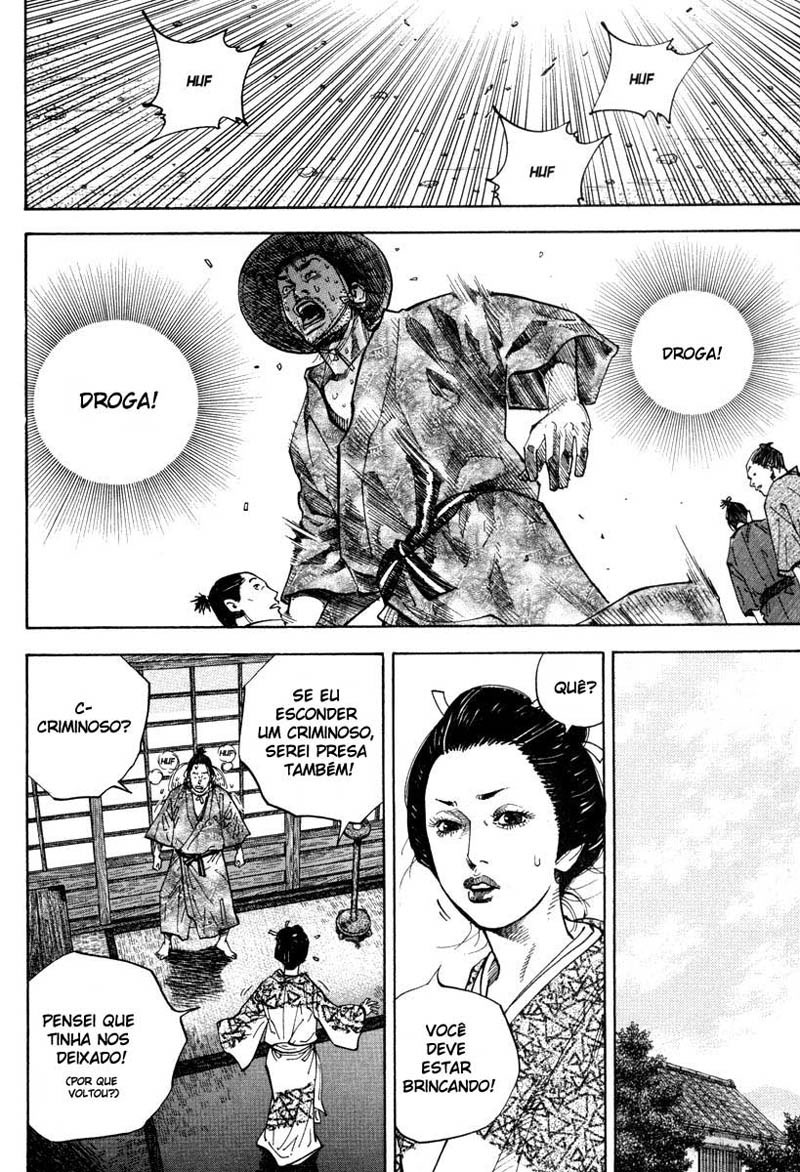 HUF
HUF
HUF
DROGA!
DROGA!
QUÊ?
VOCÊ
DEVE
ESTAR
BRINCANDO!
SE EU
ESCONDER
UM CRIMINOSO,
SEREI PRESA
TAMBÉM!
C-
CRIMINOSO?
HUF
HUF
PENSEI QUE
TINHA NOS
DEIXADO!
(POR QUE
VOLTOU?)